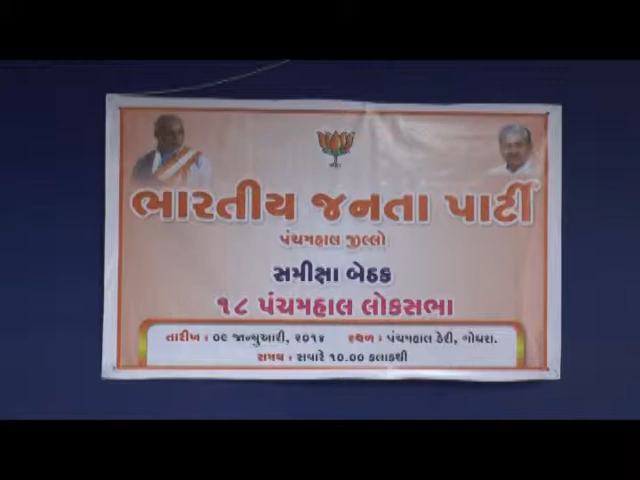 ભારતીય જનતા પાર્ટી
પંચમહાલ જીલ્લો
સમીક્ષા બેઠક
૧૮ પંચમહાલ લોકસભા
તારીખ : ૦૯ જાન્યુઆરી, ૨૦૧૪ સ્થળ : પંચમહાલ ડેરી, ગોધરા.
સમય : સવારે ૧૦.૦૦ કલાકથી